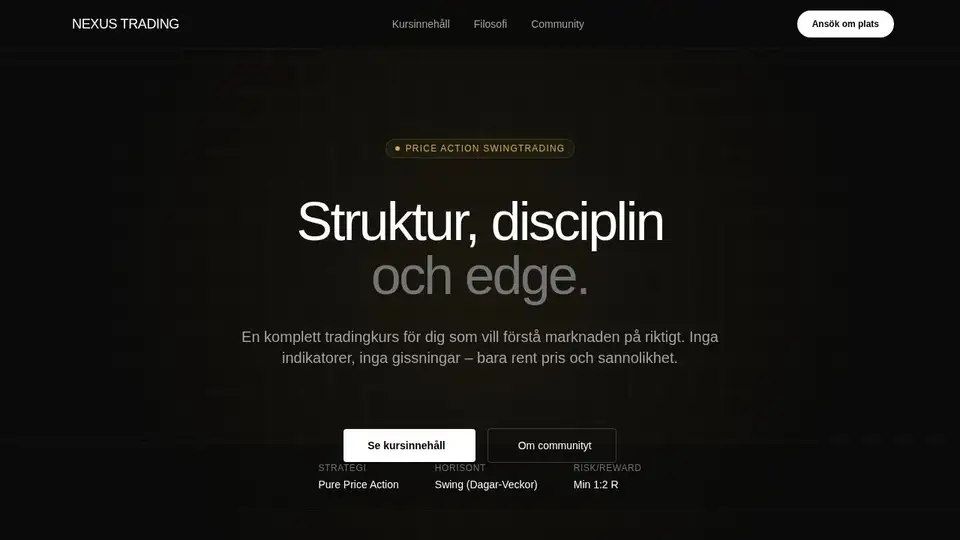 NEXUS TRADING
Kursinnehåll
Filosofi
Community
Ansök om plats
PRICE ACTION SWINGTRADING
Struktur, disciplin
och edge.
En komplett tradingkurs för dig som vill förstå marknaden på riktigt. Inga
indikatorer, inga gissningar – bara rent pris och sannolikhet.
Se kursinnehåll
Om communityt
STRATEGI
Pure Price Action
HORISONT
Swing (Dagar-Veckor)
RISK/REWARD
Min 1:2 R